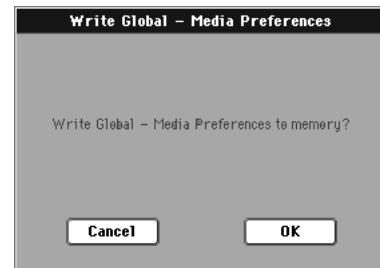 Write Global – Media Preferences
Write Global – Media Preferences to memory?
Cancel OK